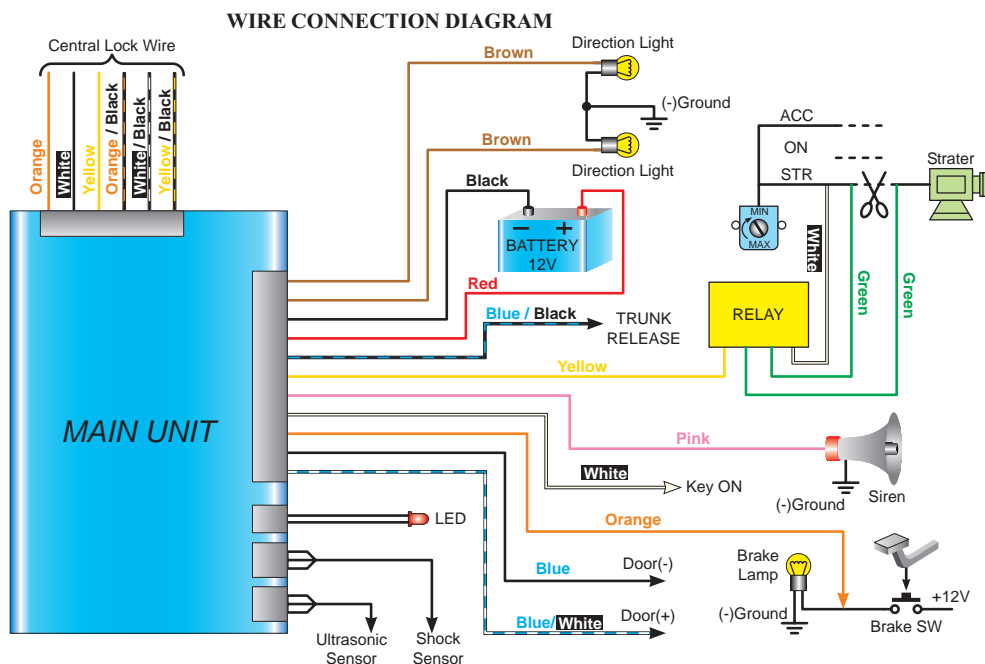 WIRE CONNECTION DIAGRAM
Central Lock Wire
Orange
White
Yellow
Orange / Black
White / Black
Yellow / Black
Brown
Direction Light
(-)Ground
Brown
Direction Light
Black
BATTERY
12V
Red
Blue / Black
TRUNK
RELEASE
Yellow
ACC
ON
STR
Strater
MIN
MAX
White
Green
Green
RELAY
MAIN UNIT
Pink
(-)Ground
Siren
White
Key ON
Orange
LED
Blue
Door(-)
Blue/White
Door(+)
Brake
Lamp
(-)Ground
+12V
Brake SW
Ultrasonic
Sensor
Shock
Sensor